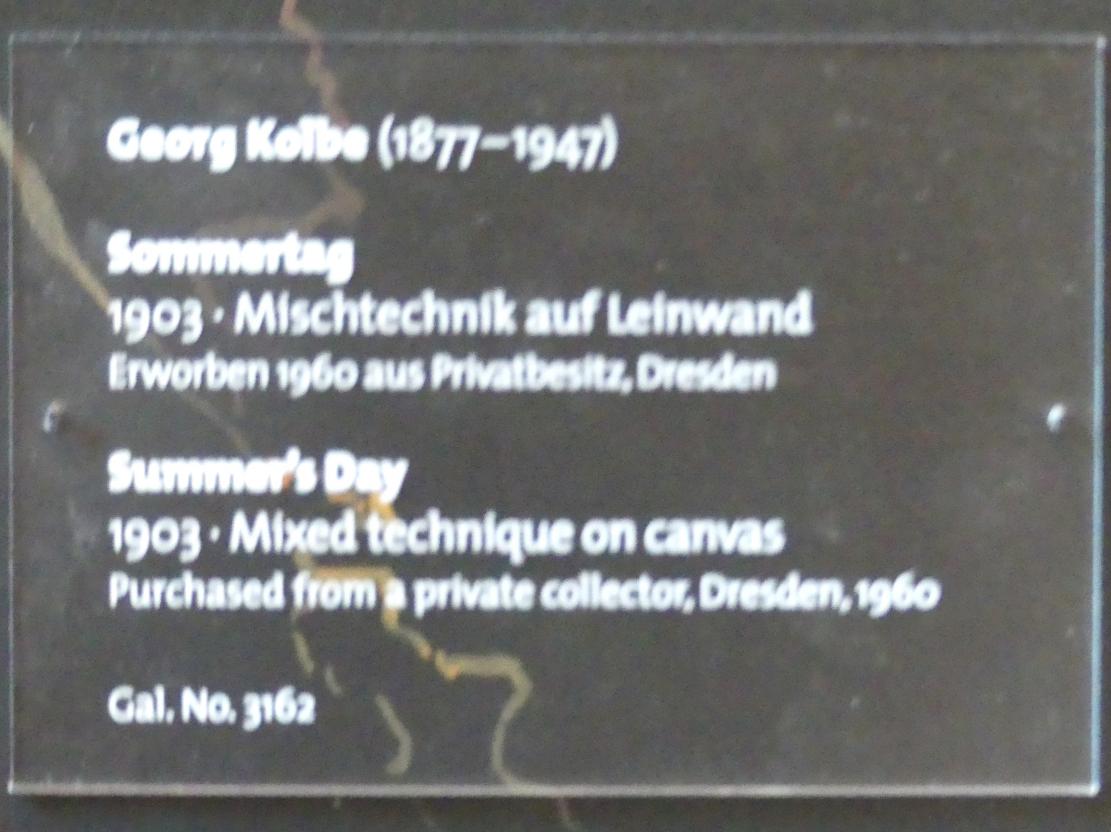 Georg Kolbe (1877–1947)
Sommertag
1903 · Mischtechnik auf Leinwand
Erworben 1960 aus Privatbesitz, Dresden
Summer's Day
1903 · Mixed technique on canvas
Purchased from a private collector, Dresden, 1960
Gal. No. 3162